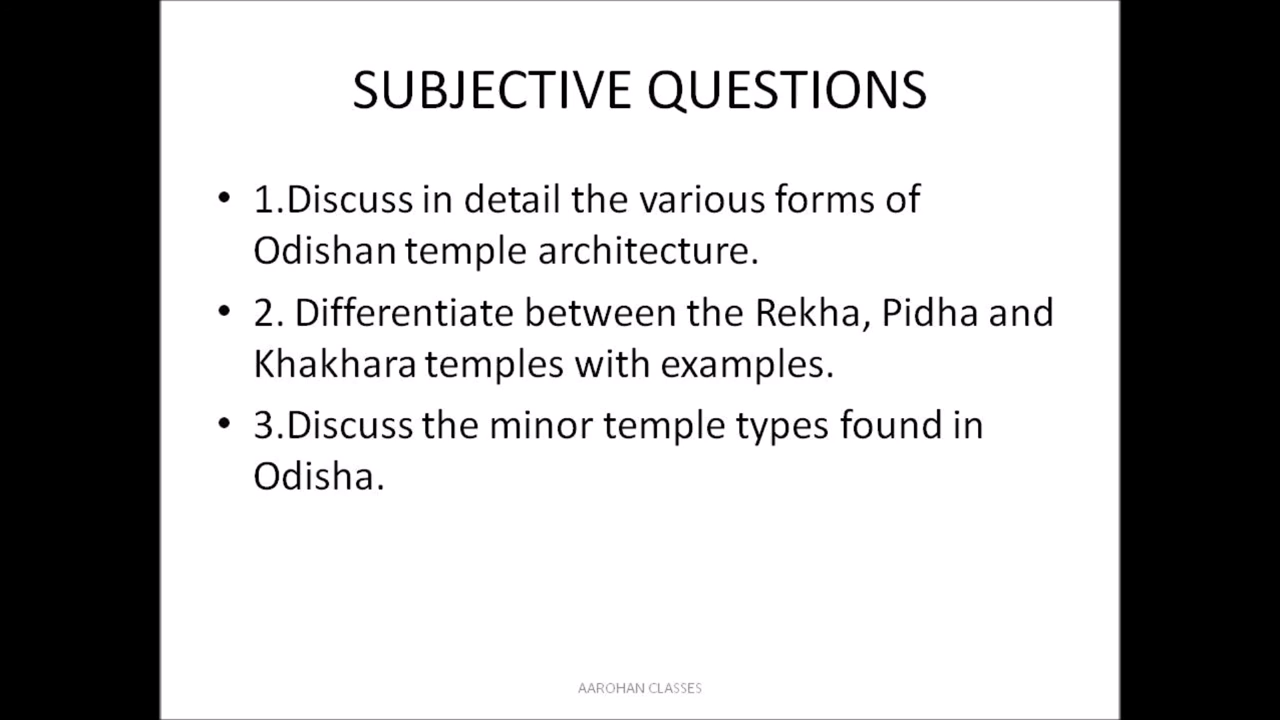 SUBJECTIVE QUESTIONS
• 1.Discuss in detail the various forms of
Odishan temple architecture.
• 2. Differentiate between the Rekha, Pidha and
Khakhara temples with examples.
• 3.Discuss the minor temple types found in
Odisha.
AAROHAN CLASSES